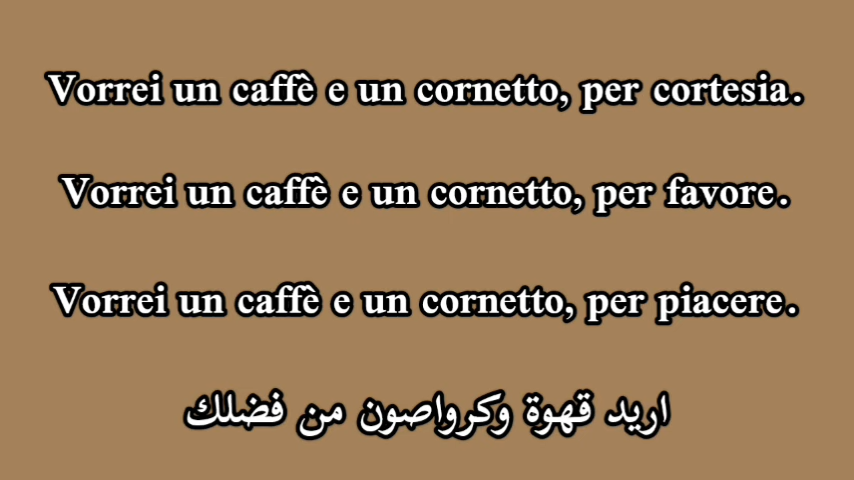 Vorrei un caffè e un cornetto, per cortesia.
Vorrei un caffè e un cornetto, per favore.
Vorrei un caffè e un cornetto, per piacere.
اريد قهوة وكرواصون من فضلك